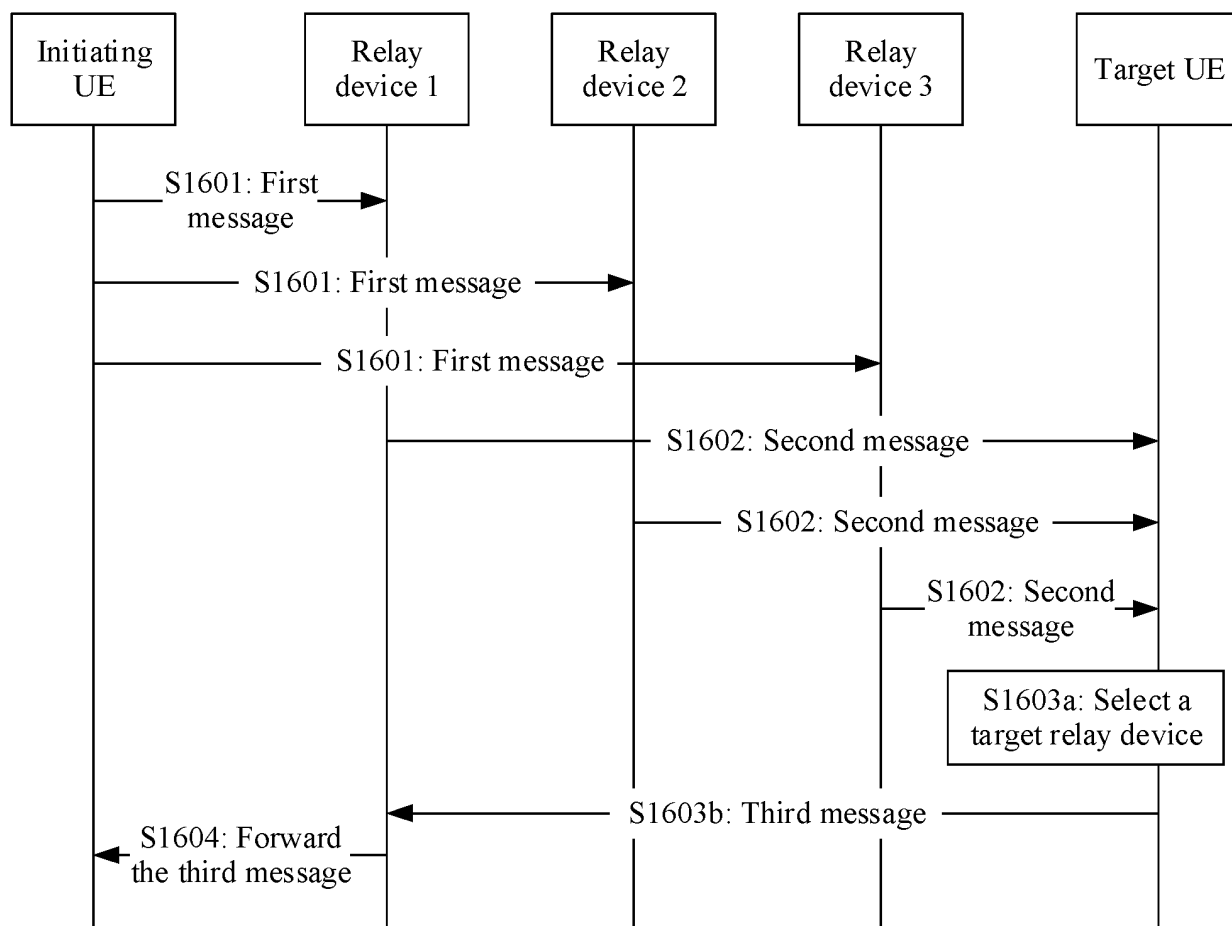 Initiating
UE
Relay
device 1
Relay
device 2
Relay
device 3
Target UE
S1601: First
message
S1601: First message
S1601: First message
S1602: Second message
S1602: Second message
S1602: Second
message
S1603a: Select a
target relay device
S1603b: Third message
S1604: Forward
the third message